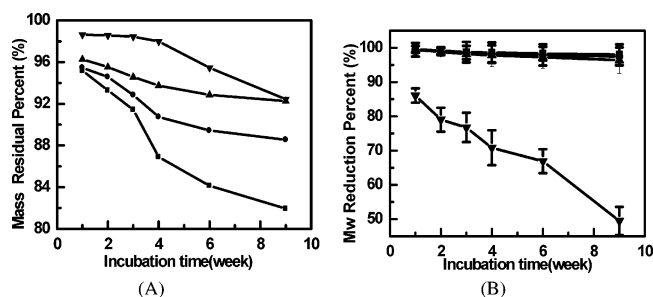 Mass Residual Percent (%)
100
96
92
88
84
80
0 2 4 6 8 10
Incubation time(week)
(A)
Mw Reduction Percent (%)
100
90
80
70
60
50
0 2 4 6 8 10
Incubation time(week)
(B)